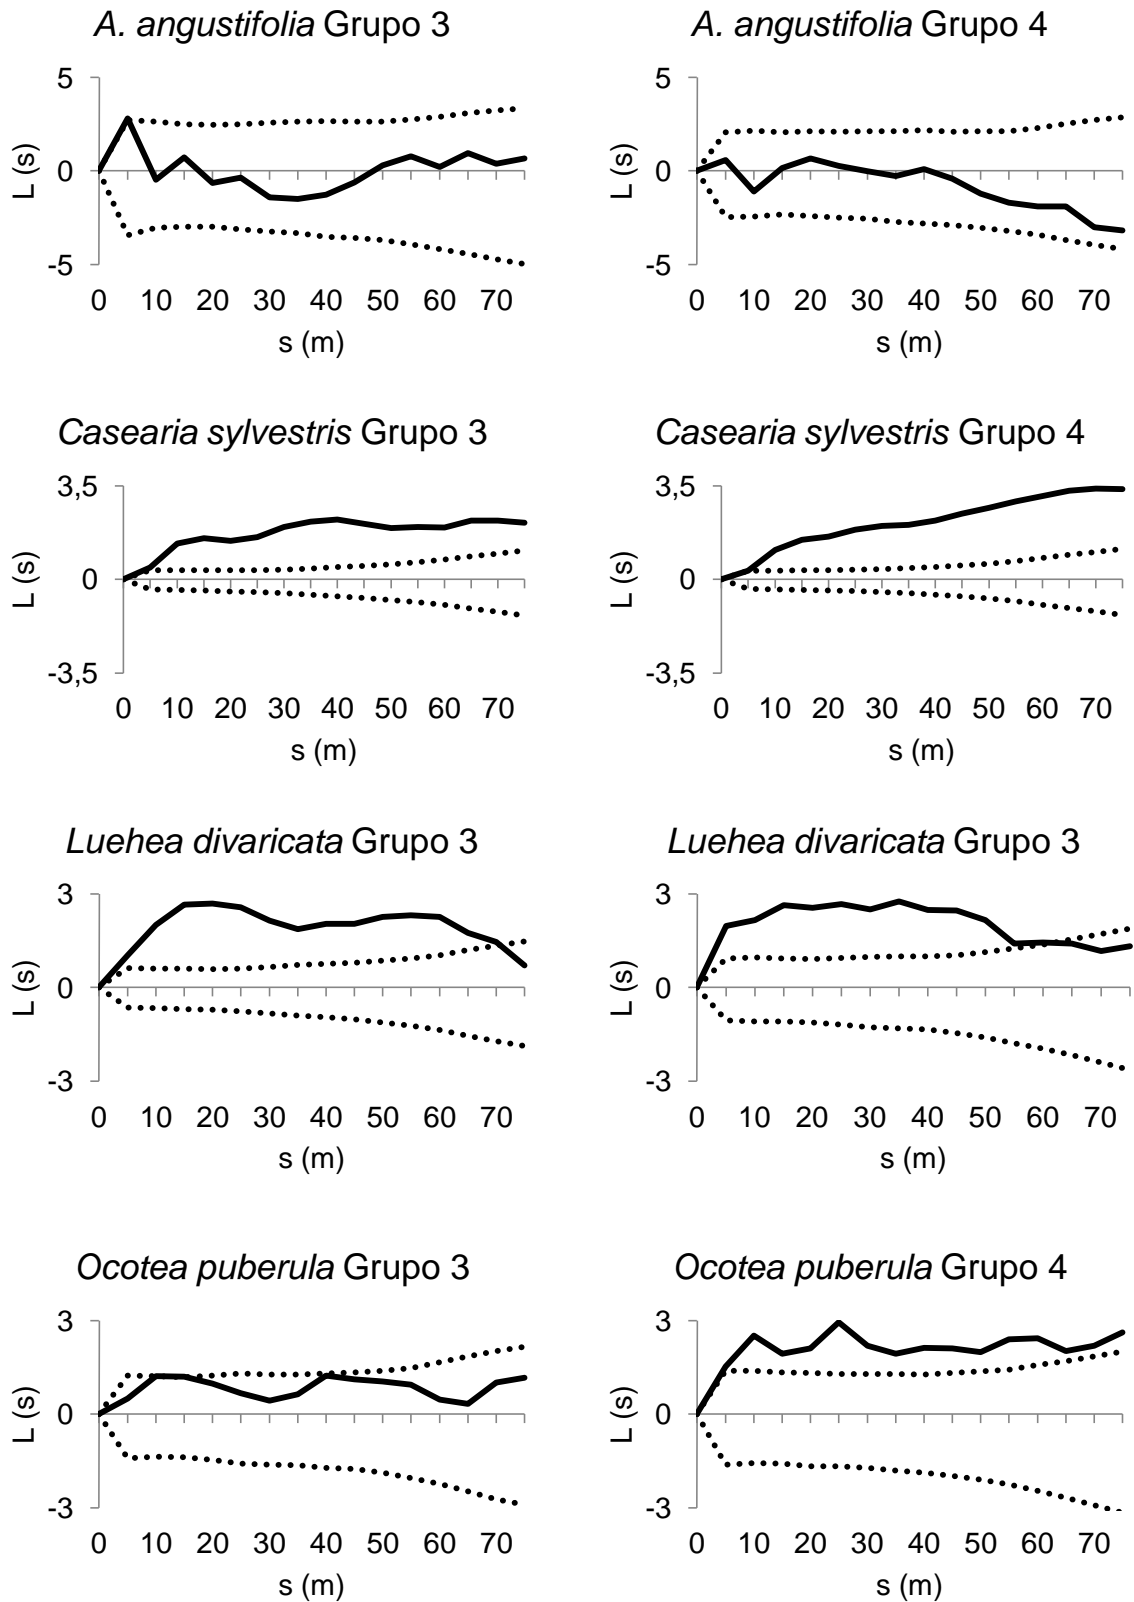 A. angustifolia Grupo 3
5
0
-5
L (s)
0 10 20 30 40 50 60 70
s (m)
A. angustifolia Grupo 4
5
0
-5
L (s)
0 10 20 30 40 50 60 70
s (m)
Casearia sylvestris Grupo 3
3,5
0
-3,5
L (s)
0 10 20 30 40 50 60 70
s (m)
Casearia sylvestris Grupo 4
3,5
0
-3,5
L (s)
0 10 20 30 40 50 60 70
s (m)
Luehea divaricata Grupo 3
3
0
-3
L (s)
0 10 20 30 40 50 60 70
s (m)
Luehea divaricata Grupo 3
3
0
-3
L (s)
0 10 20 30 40 50 60 70
s (m)
Ocotea puberula Grupo 3
3
0
-3
L (s)
0 10 20 30 40 50 60 70
s (m)
Ocotea puberula Grupo 4
3
0
-3
L (s)
0 10 20 30 40 50 60 70
s (m)